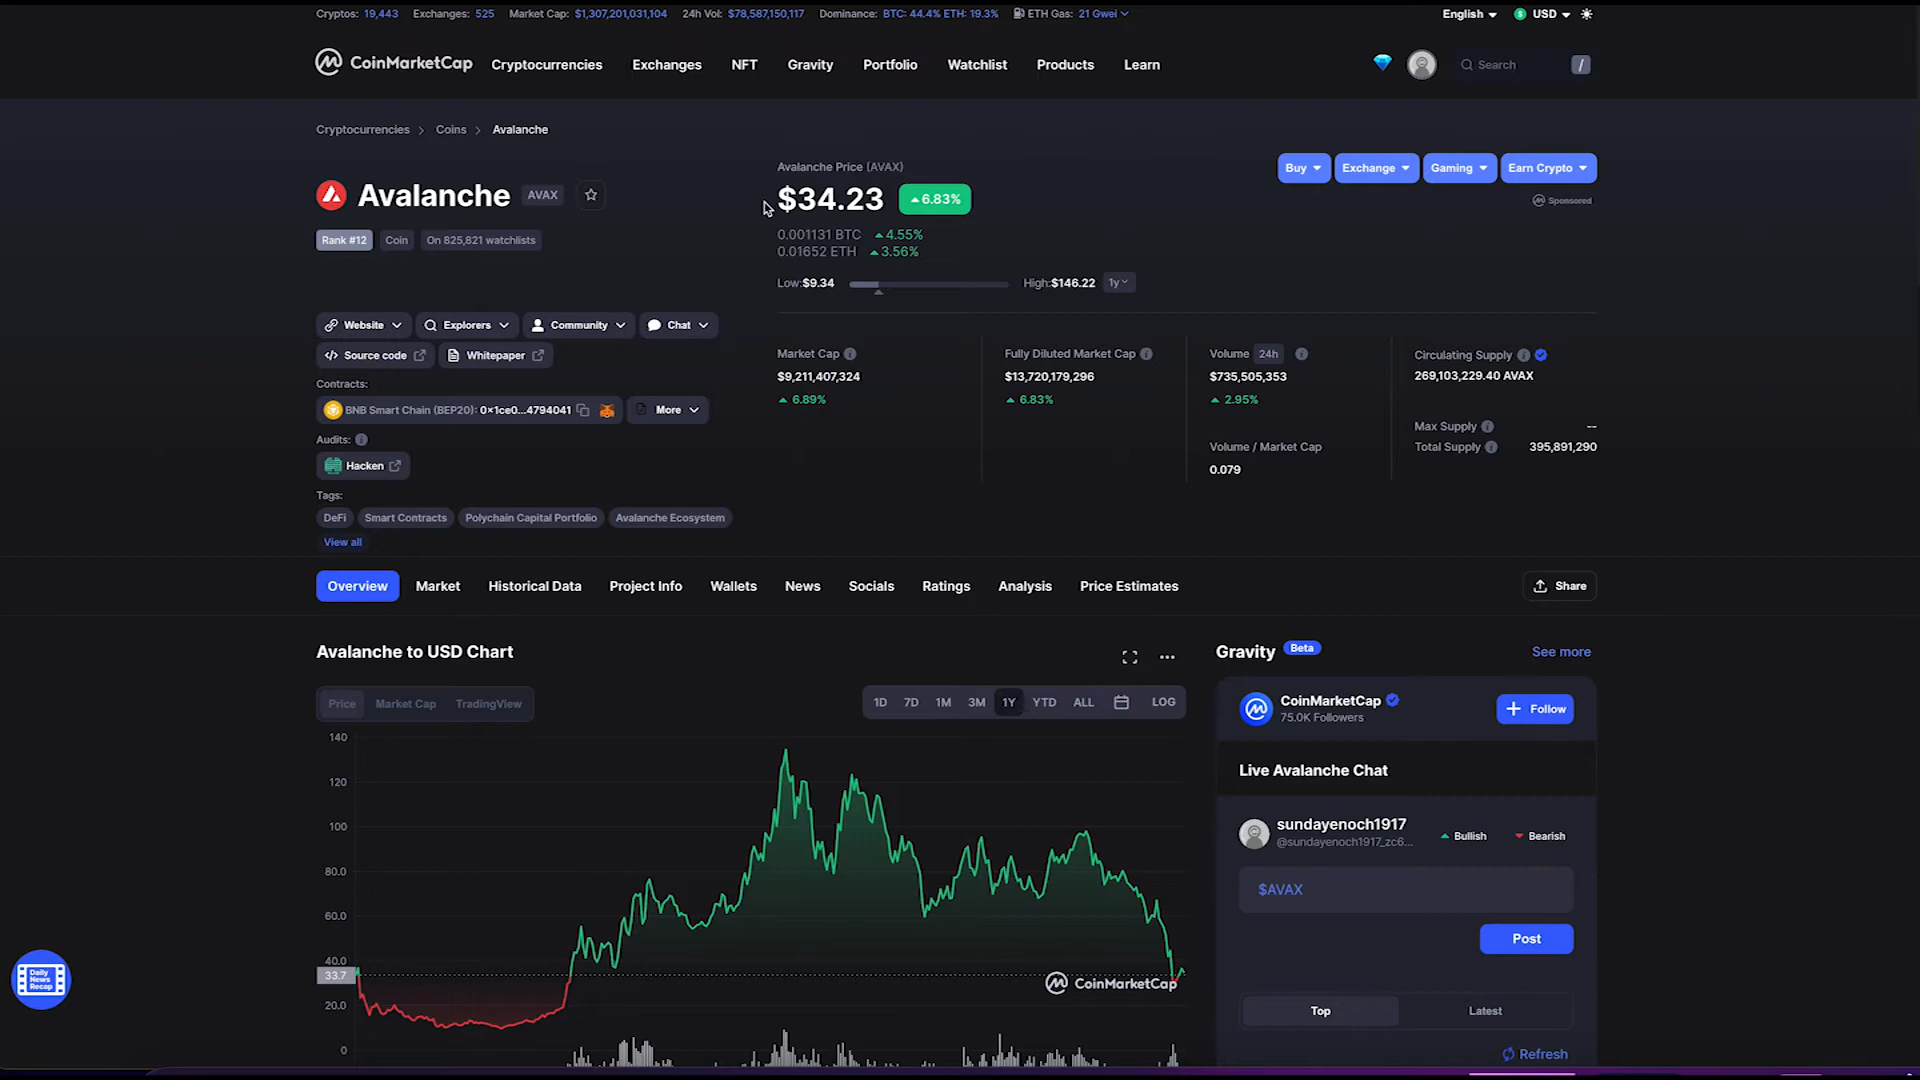 Cryptos: 19,443 Exchanges: 525 Market Cap: $1,307,201,031,104 24h Vol: $78,587,150,117 Dominance: BTC: 44.4% ETH: 19.3% ETH Gas: 21 Gwei English USD
CoinMarketCap Cryptocurrencies Exchanges NFT Gravity Portfolio Watchlist Products Learn Search /
Cryptocurrencies > Coins > Avalanche
Avalanche AVAX
Rank #12 Coin On 825,821 watchlists
Website Explorers Community Chat
Source code Whitepaper
Contracts:
BNB Smart Chain (BEP20): 0x1ce0...4794041 More
Audits:
Hacken
Tags:
DeFi Smart Contracts Polychain Capital Portfolio Avalanche Ecosystem
View all
Avalanche Price (AVAX)
$34.23 6.83%
0.001131 BTC 4.55%
0.01652 ETH 3.56%
Low:$9.34 High:$146.22 1y
Buy Exchange Gaming Earn Crypto
Sponsored
Market Cap
$9,211,407,324
6.89%
Fully Diluted Market Cap
$13,720,179,296
6.83%
Volume 24h
$735,505,353
2.95%
Volume / Market Cap
0.079
Circulating Supply
269,103,229.40 AVAX
Max Supply --
Total Supply 395,891,290
Overview Market Historical Data Project Info Wallets News Socials Ratings Analysis Price Estimates Share
Avalanche to USD Chart
Price Market Cap TradingView 1D 7D 1M 3M 1Y YTD ALL LOG
140
120
100
80.0
60.0
40.0
33.7
20.0
0
CoinMarketCap
Gravity Beta See more
CoinMarketCap
75.0K Followers
+ Follow
Live Avalanche Chat
sundayenoch1917
@sundayenoch1917_zc6...
Bullish Bearish
$AVAX
Post
Top Latest
Refresh
Daily
News
Recap